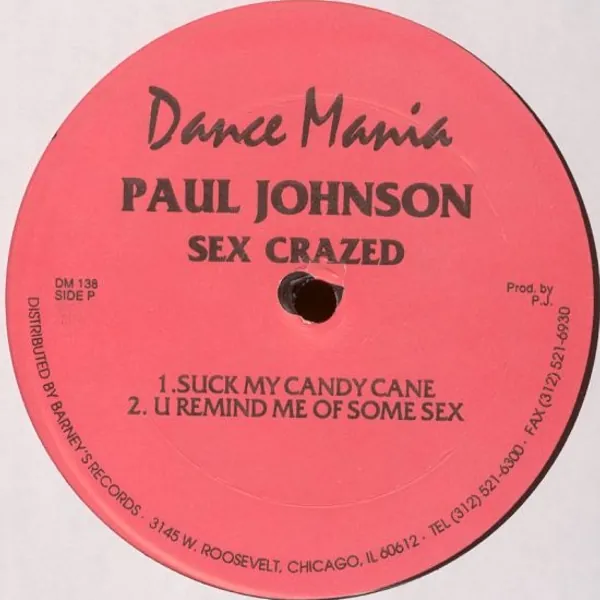 Dance Mania
PAUL JOHNSON
SEX CRAZED
DM 138
SIDE P
Prod. by
P.J.
1.SUCK MY CANDY CANE
2. U REMIND ME OF SOME SEX
DISTRIBUTED BY BARNEY'S RECORDS · 3145 W. ROOSEVELT, CHICAGO, IL 60612 · TEL (312) 521-6300 · FAX (312) 521-6930